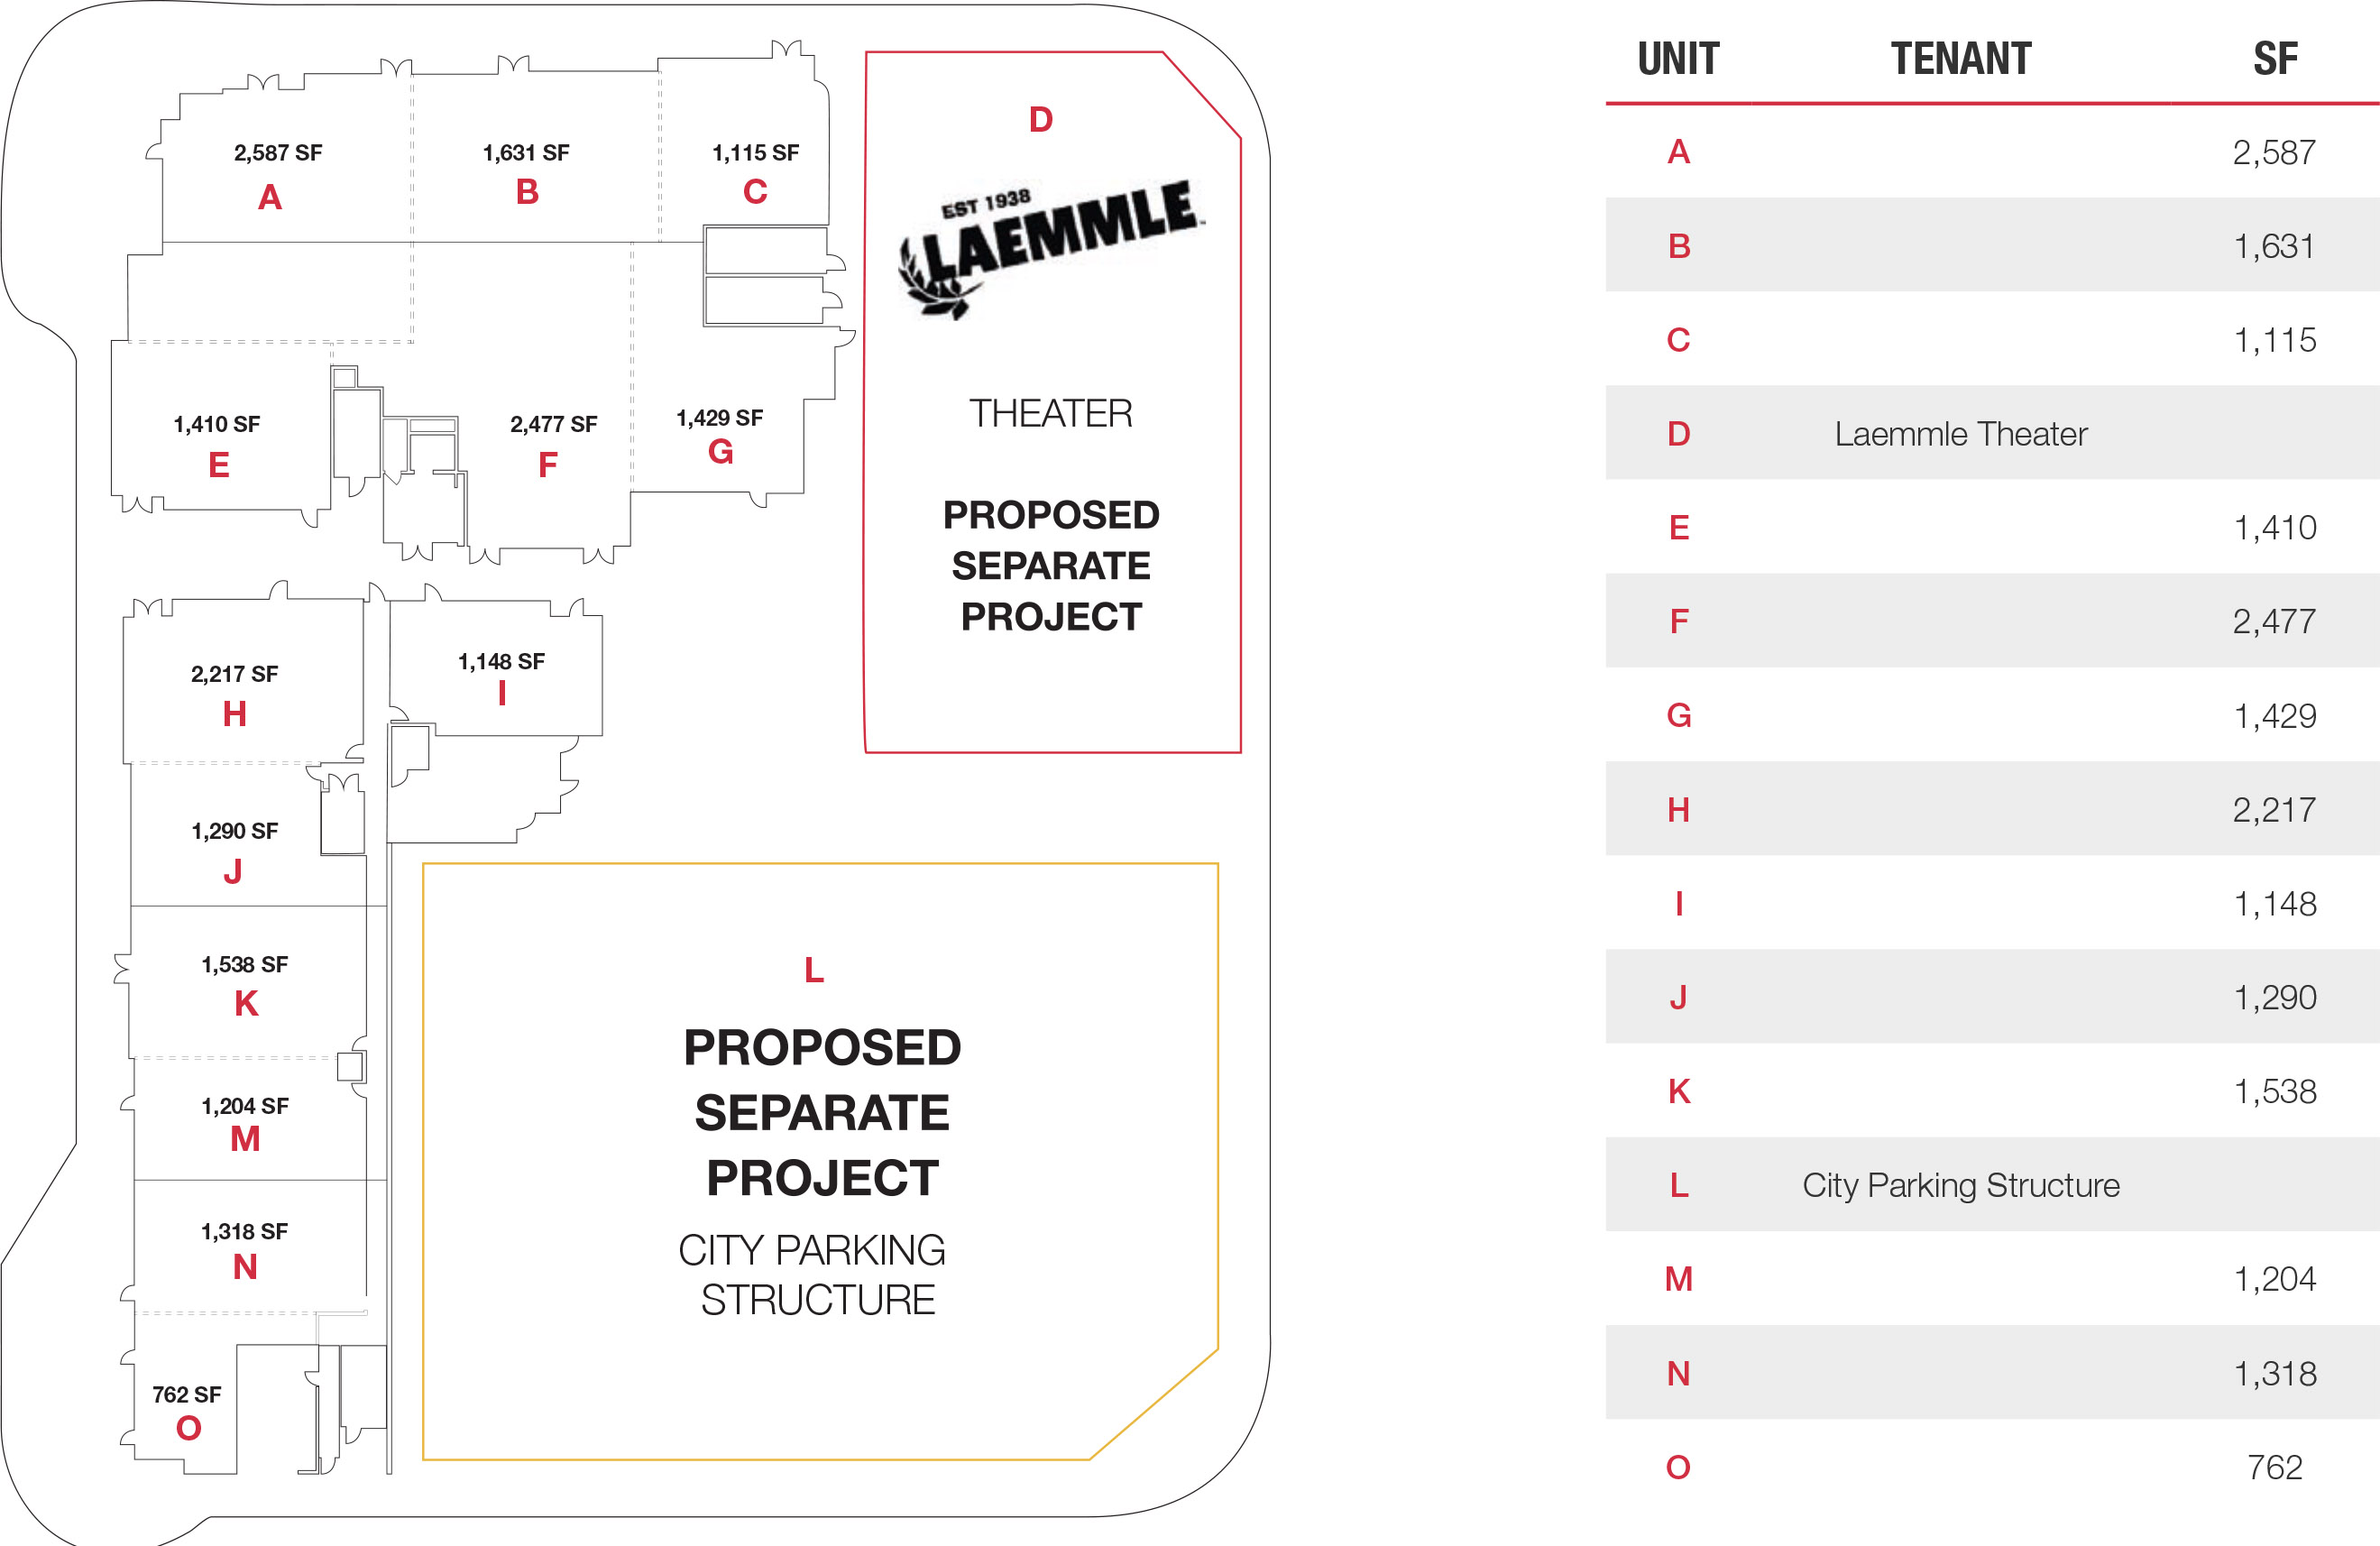 2,587 SF
A
1,631 SF
B
1,115 SF
C
D
EST 1938
LAEMMLE™
THEATER
PROPOSED
SEPARATE
PROJECT
1,410 SF
E
2,477 SF
F
1,429 SF
G
2,217 SF
H
1,148 SF
I
1,290 SF
J
1,538 SF
K
L
PROPOSED
SEPARATE
PROJECT
CITY PARKING
STRUCTURE
1,204 SF
M
1,318 SF
N
762 SF
O
UNIT TENANT SF
A 2,587
B 1,631
C 1,115
D Laemmle Theater
E 1,410
F 2,477
G 1,429
H 2,217
I 1,148
J 1,290
K 1,538
L City Parking Structure
M 1,204
N 1,318
O 762